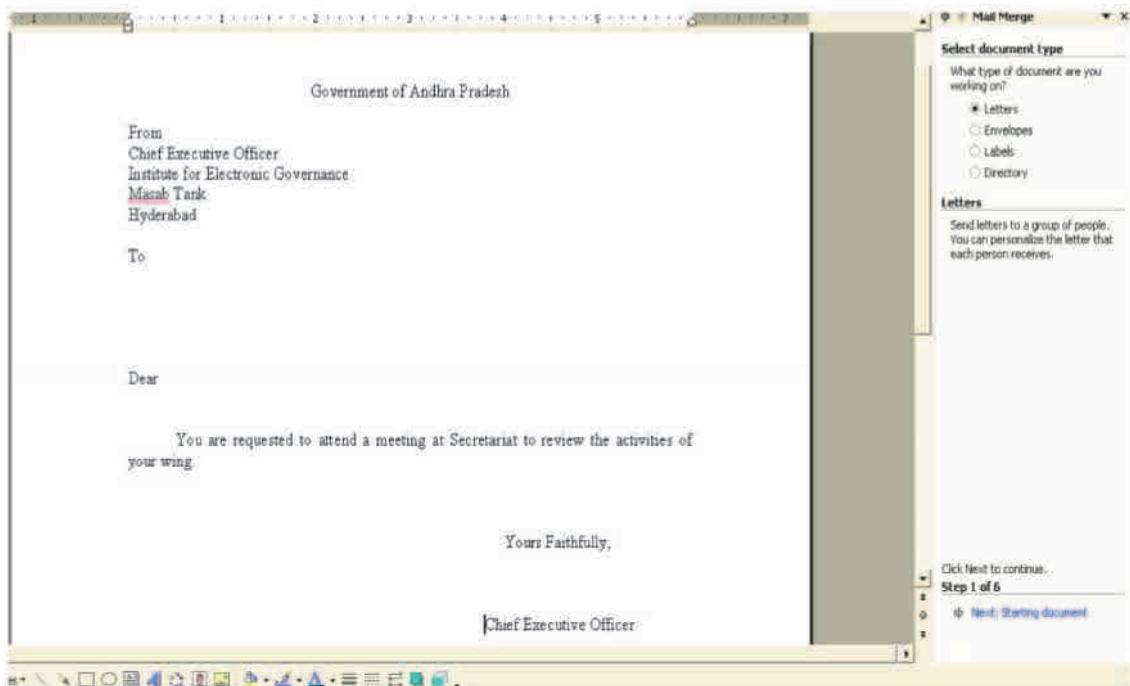 Government of Andhra Pradesh
From
Chief Executive Officer
Institute for Electronic Governance
Masab Tank
Hyderabad
To
Dear
You are requested to attend a meeting at Secretariat to review the activities of
your wing.
Yours Faithfully,
Chief Executive Officer
Mail Merge
Select document type
What type of document are you
working on?
Letters
Envelopes
Labels
Directory
Letters
Send letters to a group of people.
You can personalize the letter that
each person receives.
Click Next to continue.
Step 1 of 6
Next: Starting document